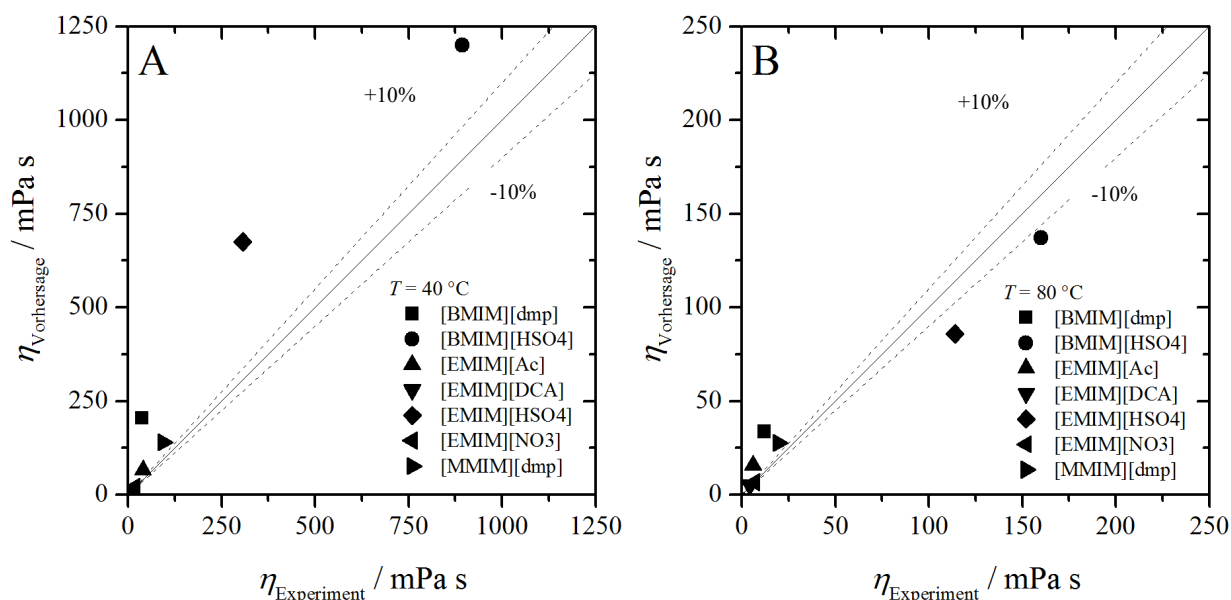 A
1250
1000
750
500
250
0
0 250 500 750 1000 1250
ηVorhersage / mPa s
ηExperiment / mPa s
+10%
-10%
T = 40 °C
[BMIM][dmp]
[BMIM][HSO4]
[EMIM][Ac]
[EMIM][DCA]
[EMIM][HSO4]
[EMIM][NO3]
[MMIM][dmp]
B
250
200
150
100
50
0
0 50 100 150 200 250
ηVorhersage / mPa s
ηExperiment / mPa s
+10%
-10%
T = 80 °C
[BMIM][dmp]
[BMIM][HSO4]
[EMIM][Ac]
[EMIM][DCA]
[EMIM][HSO4]
[EMIM][NO3]
[MMIM][dmp]